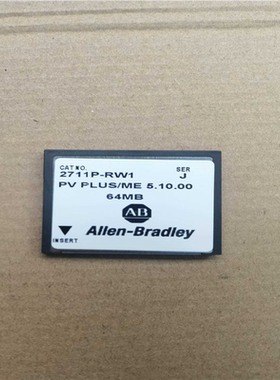 CAT NO. SER
2711P-RW1 J
PV PLUS/ME 5.10.00
64MB
AB
Allen-Bradley
INSERT